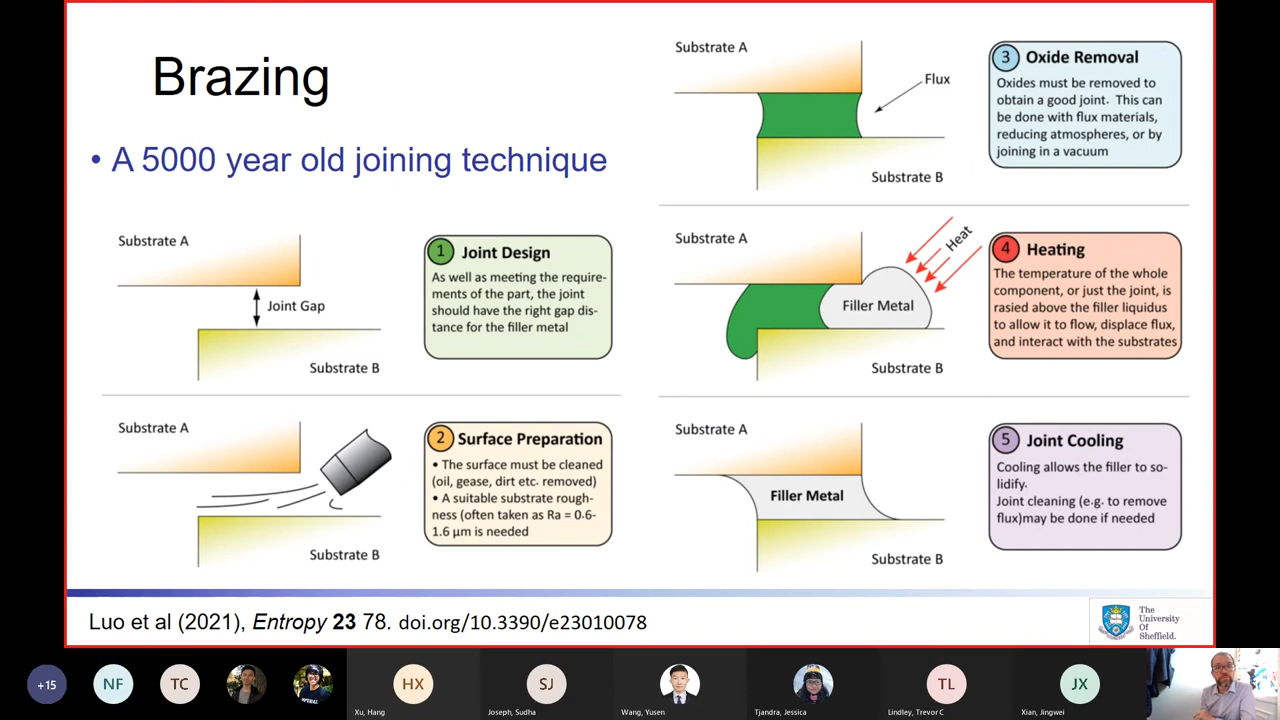 Brazing
• A 5000 year old joining technique
Substrate A
Joint Gap
Substrate B
1 Joint Design
As well as meeting the require-
ments of the part, the joint
should have the right gap dis-
tance for the filler metal
Substrate A
Substrate B
2 Surface Preparation
• The surface must be cleaned
(oil, gease, dirt etc. removed)
• A suitable substrate rough-
ness (often taken as Ra = 0.6-
1.6 µm is needed
Substrate A
Flux
Substrate B
3 Oxide Removal
Oxides must be removed to
obtain a good joint. This can
be done with flux materials,
reducing atmospheres, or by
joining in a vacuum
Substrate A
Heat
Filler Metal
Substrate B
4 Heating
The temperature of the whole
component, or just the joint, is
rasied above the filler liquidus
to allow it to flow, displace flux,
and interact with the substrates
Substrate A
Filler Metal
Substrate B
5 Joint Cooling
Cooling allows the filler to so-
lidify.
Joint cleaning (e.g. to remove
flux)may be done if needed
Luo et al (2021), Entropy 23 78. doi.org/10.3390/e23010078
The
University
Of
Sheffield.
+15
NF
TC
HX
SJ
TL
JX
Xu, Hang
Joseph, Sudha
Wang, Yusen
Tjandra, Jessica
Lindley, Trevor C
Xian, Jingwei